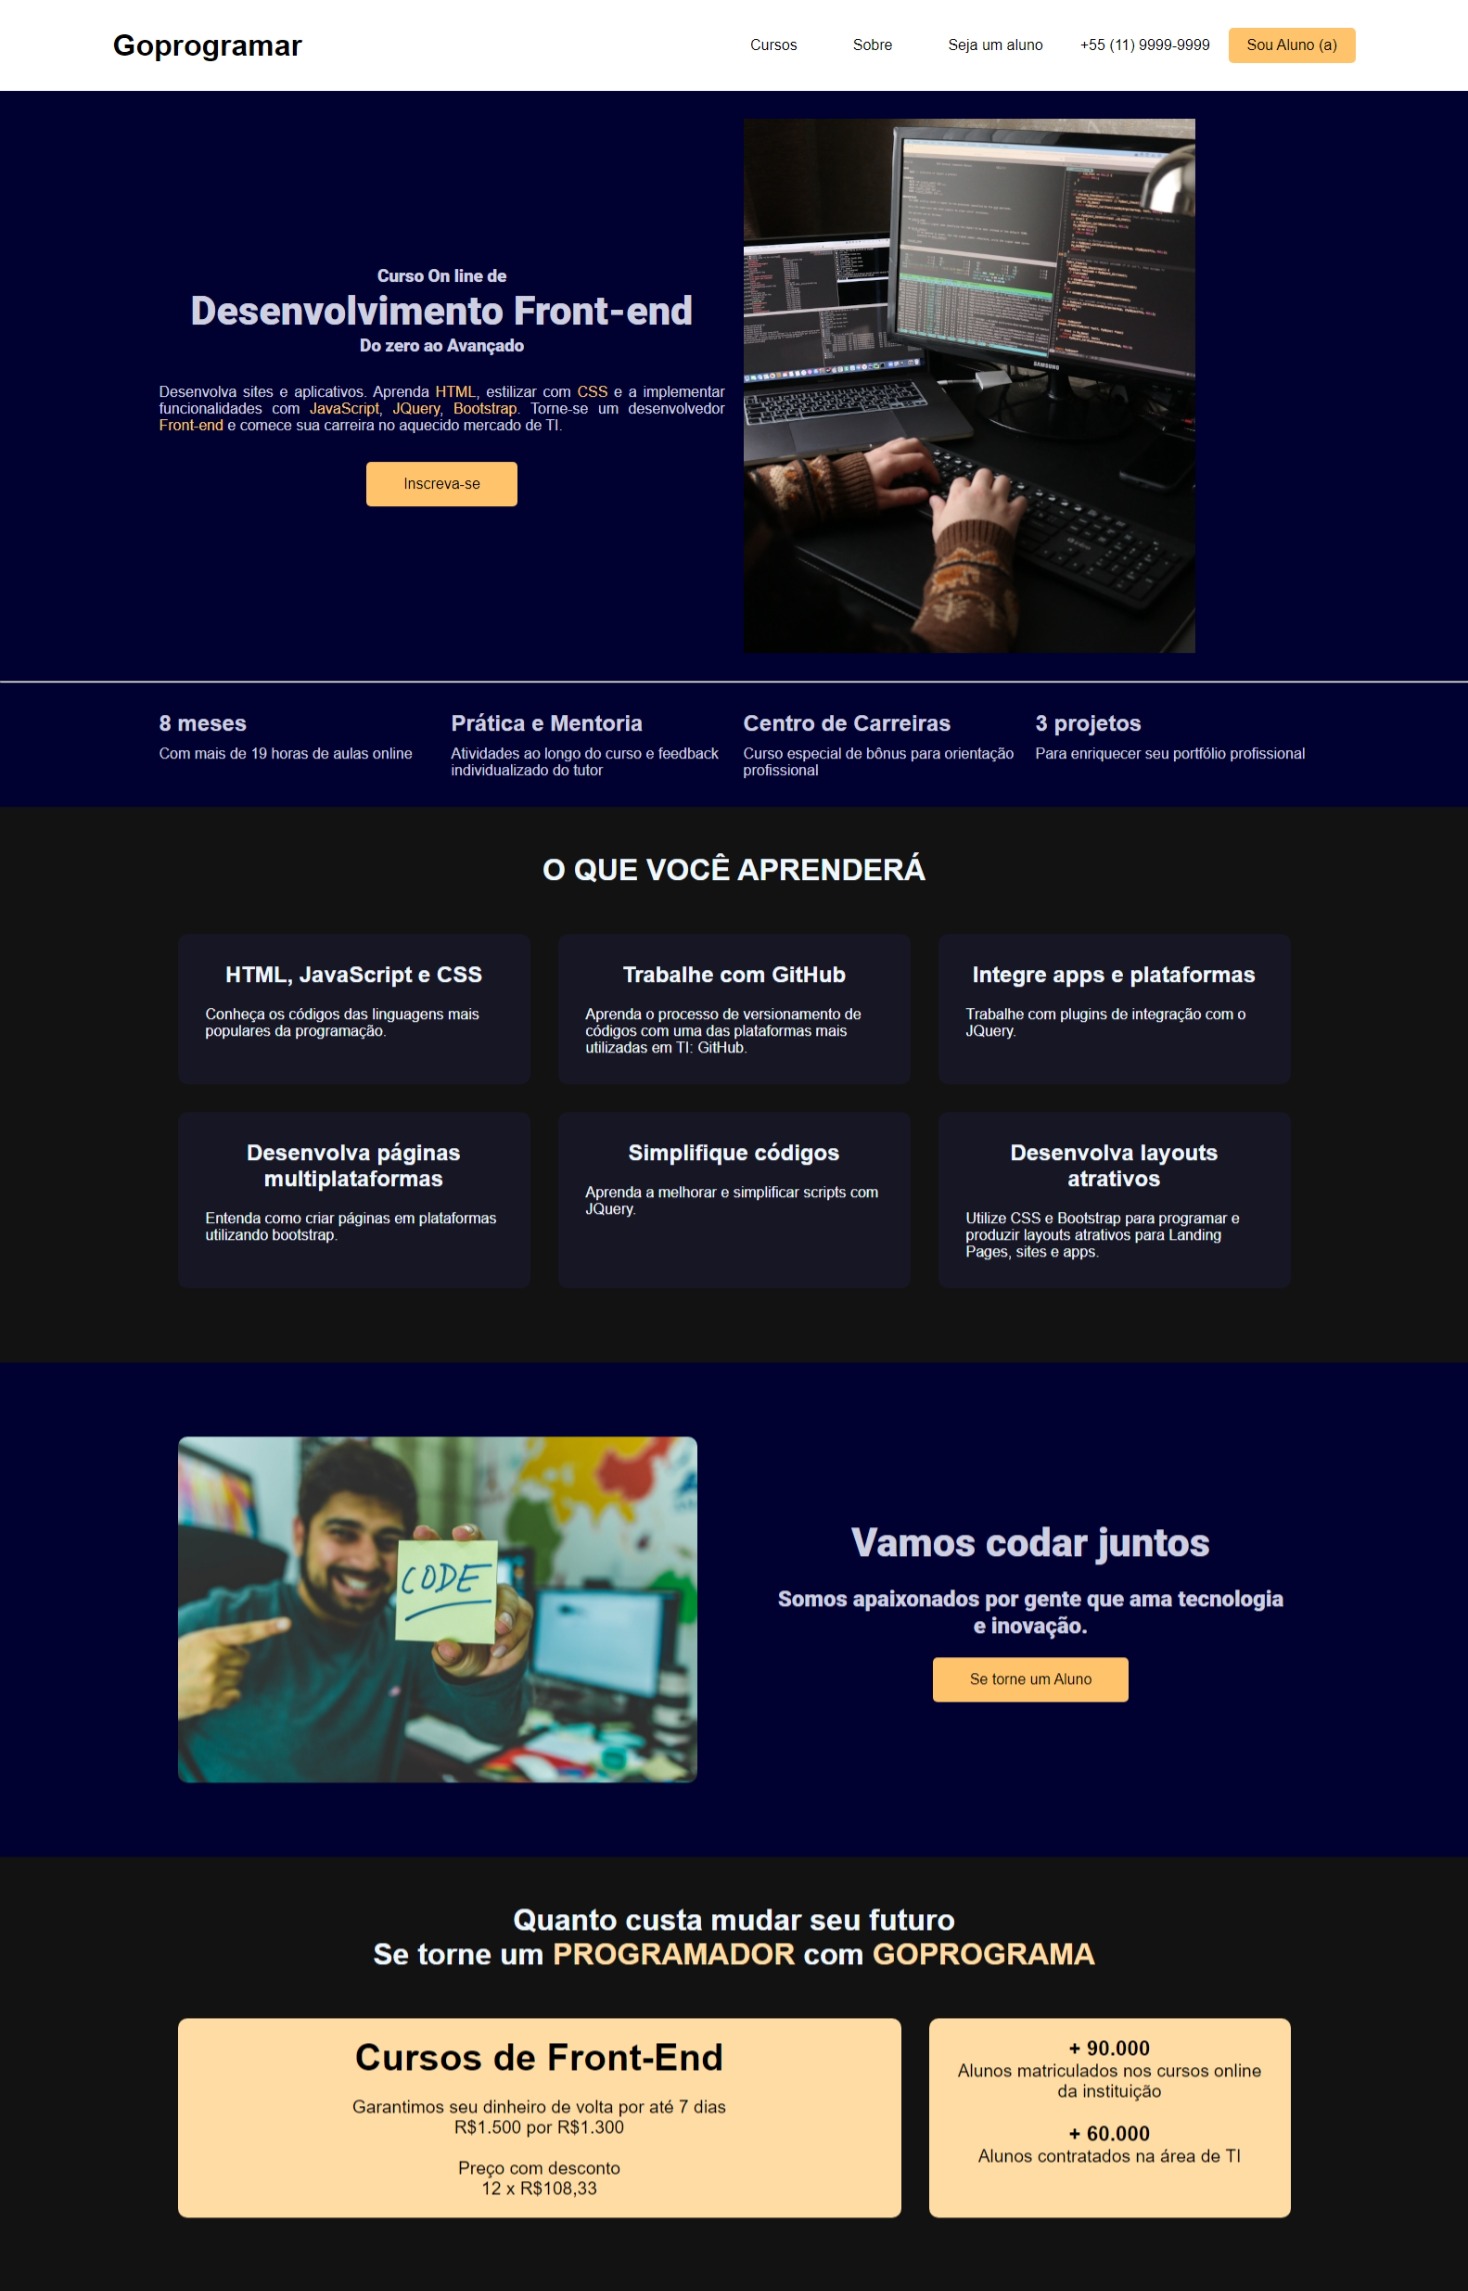 Goprogramar
Cursos
Sobre
Seja um aluno
+55 (11) 9999-9999
Sou Aluno (a)
Curso On line de
Desenvolvimento Front-end
Do zero ao Avançado
Desenvolva sites e aplicativos. Aprenda HTML, estilizar com CSS e a implementar
funcionalidades com JavaScript, JQuery, Bootstrap. Torne-se um desenvolvedor
Front-end e comece sua carreira no aquecido mercado de TI.
Inscreva-se
SAMSUNG
8 meses
Com mais de 19 horas de aulas online
Prática e Mentoria
Atividades ao longo do curso e feedback
individualizado do tutor
Centro de Carreiras
Curso especial de bônus para orientação
profissional
3 projetos
Para enriquecer seu portfólio profissional
O QUE VOCÊ APRENDERÁ
HTML, JavaScript e CSS
Conheça os códigos das linguagens mais
populares da programação.
Trabalhe com GitHub
Aprenda o processo de versionamento de
códigos com uma das plataformas mais
utilizadas em TI: GitHub.
Integre apps e plataformas
Trabalhe com plugins de integração com o
JQuery.
Desenvolva páginas
multiplataformas
Entenda como criar páginas em plataformas
utilizando bootstrap.
Simplifique códigos
Aprenda a melhorar e simplificar scripts com
JQuery.
Desenvolva layouts
atrativos
Utilize CSS e Bootstrap para programar e
produzir layouts atrativos para Landing
Pages, sites e apps.
CODE
Vamos codar juntos
Somos apaixonados por gente que ama tecnologia
e inovação.
Se torne um Aluno
Quanto custa mudar seu futuro
Se torne um PROGRAMADOR com GOPROGRAMA
Cursos de Front-End
Garantimos seu dinheiro de volta por até 7 dias
R$1.500 por R$1.300
Preço com desconto
12 x R$108,33
+ 90.000
Alunos matriculados nos cursos online
da instituição
+ 60.000
Alunos contratados na área de TI